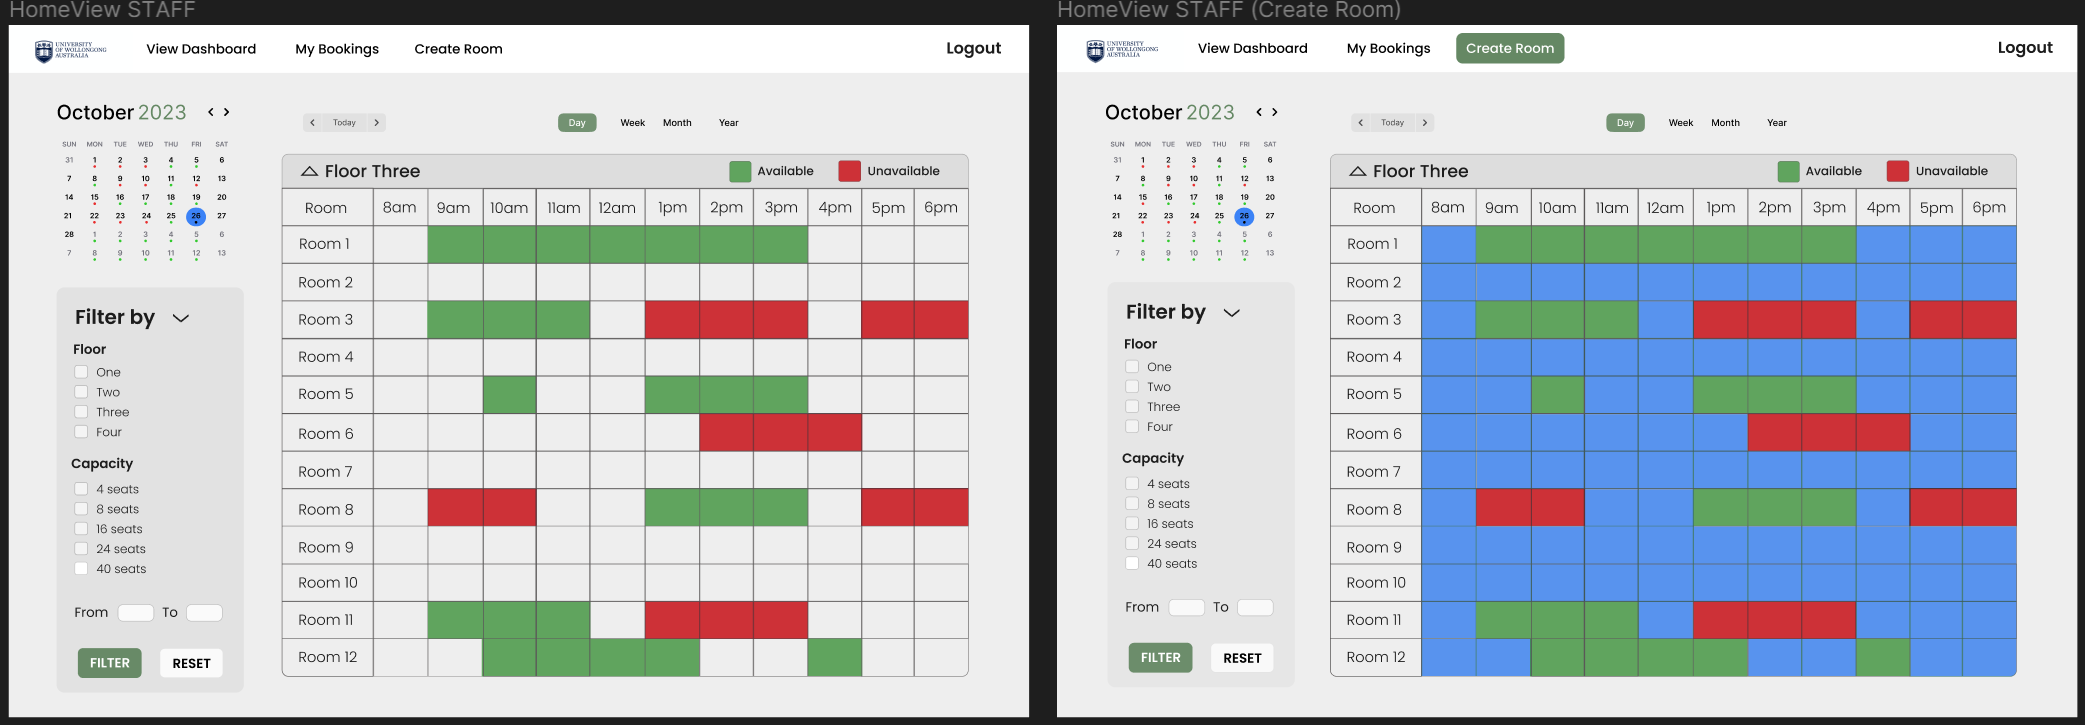 HomeView STAFF
UNIVERSITY
OF WOLLONGONG
AUSTRALIA
View Dashboard My Bookings Create Room Logout
October 2023 < >
SUN MON TUE WED THU FRI SAT
31 1 2 3 4 5 6
7 8 9 10 11 12 13
14 15 16 17 18 19 20
21 22 23 24 25 26 27
28 1 2 3 4 5 6
7 8 9 10 11 12 13
Filter by
Floor
One
Two
Three
Four
Capacity
4 seats
8 seats
16 seats
24 seats
40 seats
From To
FILTER RESET
< Today > Day Week Month Year
Floor Three Available Unavailable
Room 8am 9am 10am 11am 12am 1pm 2pm 3pm 4pm 5pm 6pm
Room 1
Room 2
Room 3
Room 4
Room 5
Room 6
Room 7
Room 8
Room 9
Room 10
Room 11
Room 12
HomeView STAFF (Create Room)
UNIVERSITY
OF WOLLONGONG
AUSTRALIA
View Dashboard My Bookings Create Room Logout
October 2023 < >
SUN MON TUE WED THU FRI SAT
31 1 2 3 4 5 6
7 8 9 10 11 12 13
14 15 16 17 18 19 20
21 22 23 24 25 26 27
28 1 2 3 4 5 6
7 8 9 10 11 12 13
Filter by
Floor
One
Two
Three
Four
Capacity
4 seats
8 seats
16 seats
24 seats
40 seats
From To
FILTER RESET
< Today > Day Week Month Year
Floor Three Available Unavailable
Room 8am 9am 10am 11am 12am 1pm 2pm 3pm 4pm 5pm 6pm
Room 1
Room 2
Room 3
Room 4
Room 5
Room 6
Room 7
Room 8
Room 9
Room 10
Room 11
Room 12